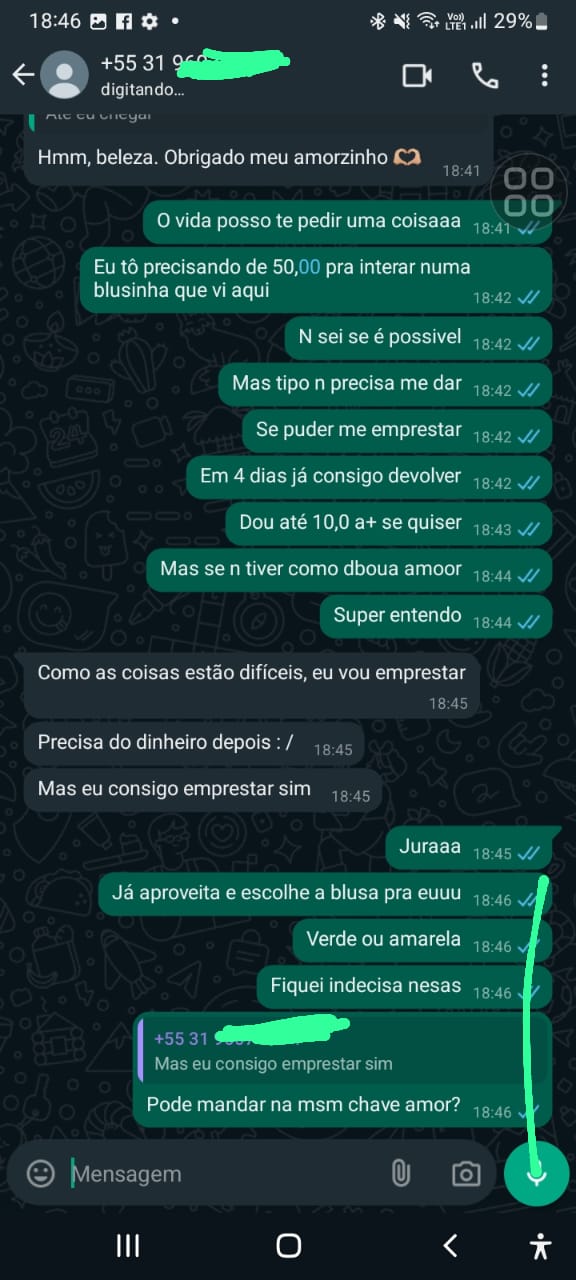 18:46
Vo)) LTE1 29%
+55 31 969
digitando...
Até eu chegar
Hmm, beleza. Obrigado meu amorzinho 🫶🏽
18:41
O vida posso te pedir uma coisaaa 18:41
Eu tô precisando de 50,00 pra interar numa
blusinha que vi aqui 18:42
N sei se é possivel 18:42
Mas tipo n precisa me dar 18:42
Se puder me emprestar 18:42
Em 4 dias já consigo devolver 18:42
Dou até 10,0 a+ se quiser 18:43
Mas se n tiver como dboua amoor 18:44
Super entendo 18:44
Como as coisas estão difíceis, eu vou emprestar
18:45
Precisa do dinheiro depois : / 18:45
Mas eu consigo emprestar sim 18:45
Juraaa 18:45
Já aproveita e escolhe a blusa pra euuu 18:46
Verde ou amarela 18:46
Fiquei indecisa nesas 18:46
+55 31
Mas eu consigo emprestar sim
Pode mandar na msm chave amor? 18:46
Mensagem